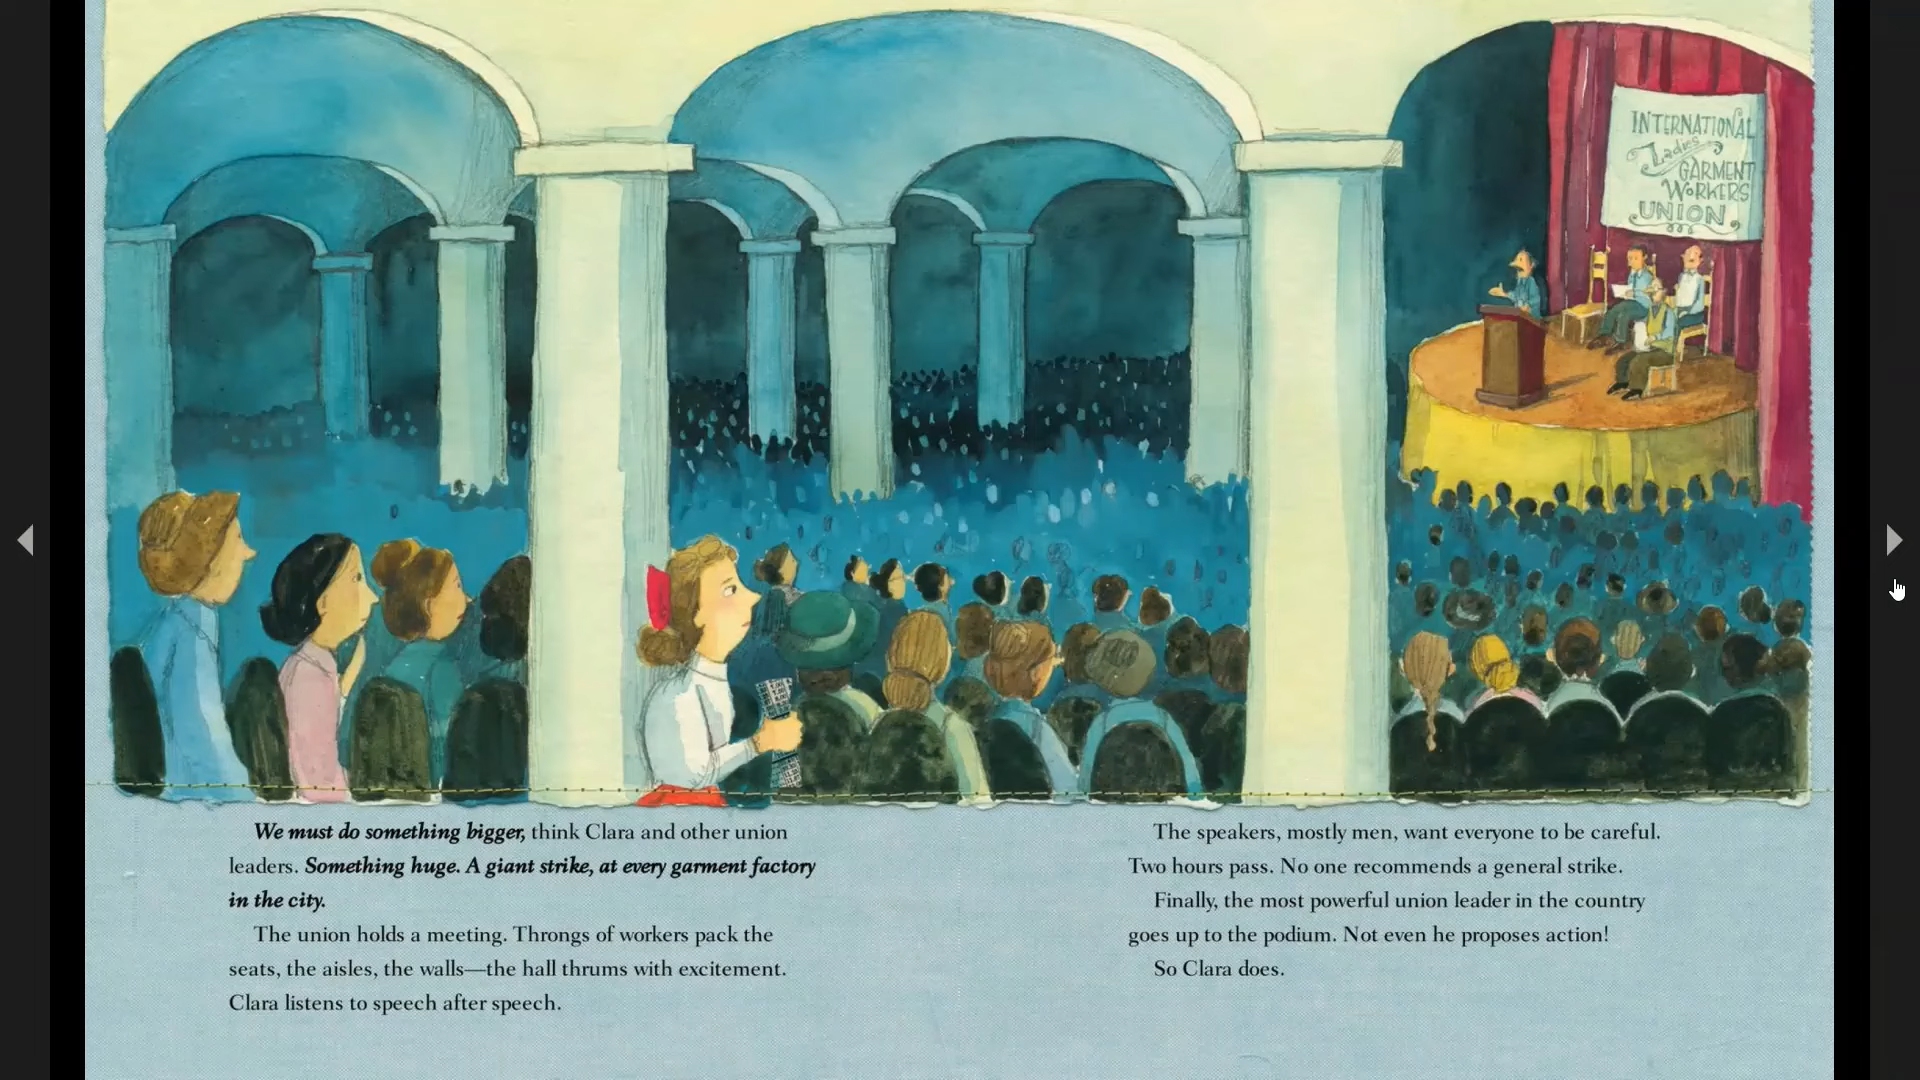 INTERNATIONAL
Ladies
GARMENT
WORKERS
UNION
We must do something bigger, think Clara and other union
leaders. Something huge. A giant strike, at every garment factory
in the city.
The union holds a meeting. Throngs of workers pack the
seats, the aisles, the walls—the hall thrums with excitement.
Clara listens to speech after speech.
The speakers, mostly men, want everyone to be careful.
Two hours pass. No one recommends a general strike.
Finally, the most powerful union leader in the country
goes up to the podium. Not even he proposes action!
So Clara does.